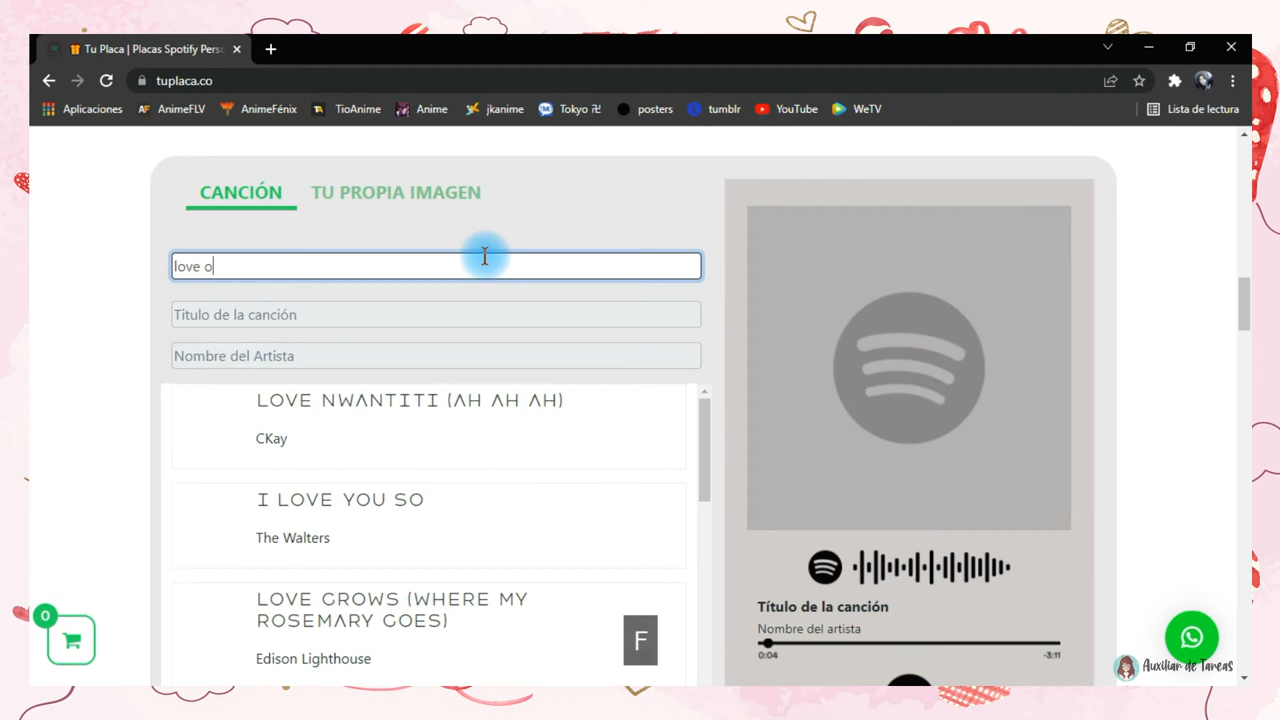 Tu Placa | Placas Spotify Pers
tuplaca.co
Aplicaciones AF AnimeFLV AnimeFénix TA TioAnime Anime jkanime Tokyo posters tumblr YouTube WeTV Lista de lectura
CANCIÓN TU PROPIA IMAGEN
love o
Titulo de la canción
Nombre del Artista
LOVE NWANTITI (AH AH AH)
CKay
I LOVE YOU SO
The Walters
LOVE GROWS (WHERE MY
ROSEMARY GOES)
Edison Lighthouse
F
0
Título de la canción
Nombre del artista
0:04 -3:11
Auxiliar de Tareas